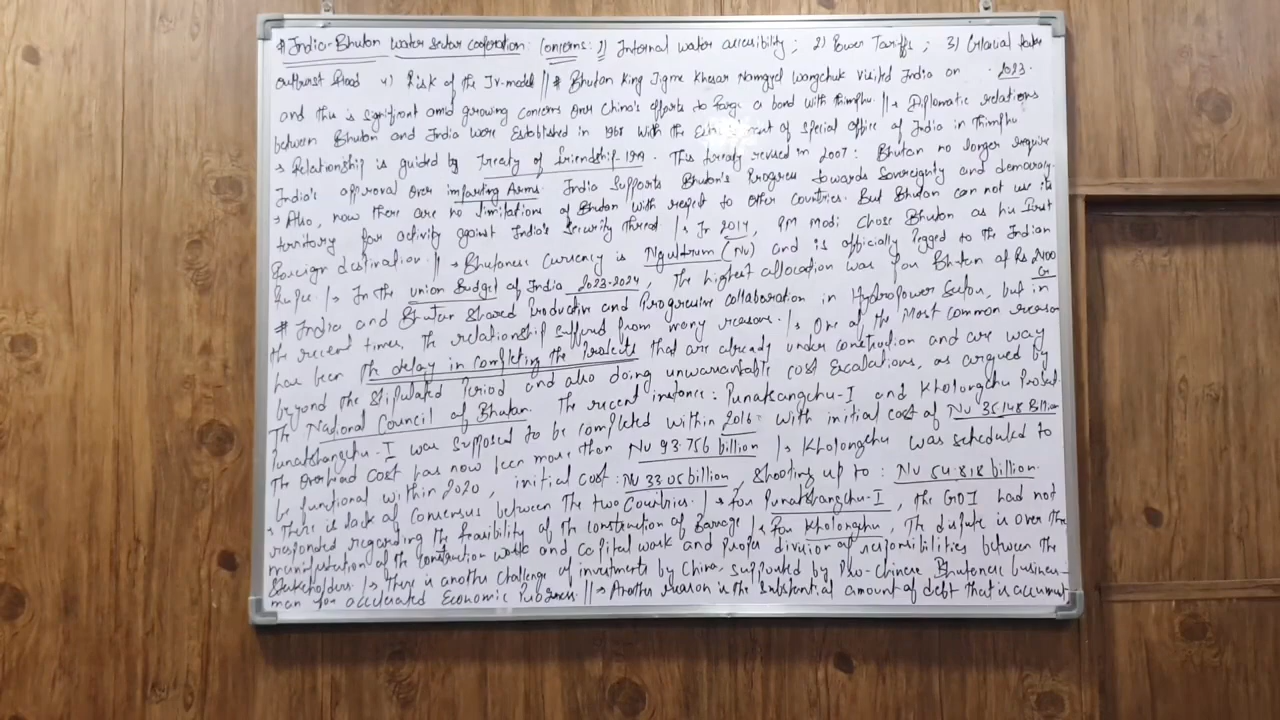 # India-Bhutan water sector cooperation: Concerns: 1) Internal water accessibility; 2) Power Tariffs; 3) Glacial lake
outburst flood 4) Risk of the JV-model || # Bhutan King Jigme Khesar Namgyel Wangchuk visited India on . 2023.
and this is significant amid growing concerns over China's efforts to forge a bond with thimphu. || → Diplomatic relations
between Bhutan and India were Established in 1968 with the of special office of India in Thimphu
→ Relationship is guided by Treaty of friendship-1949. This treaty revised in 2007: Bhutan no longer require
India's approval over importing Arms. India supports Bhutan's Progress towards Sovereignty and democracy.
→ Also, now there are no limitations of Bhutan with respect to other countries. But Bhutan can not use its
territory for activity against India's security threat. |→ In 2014, PM Modi chose Bhutan as his First
Foreign destination. || → Bhutanese Currency is Ngultrum (Nu) and is officially Pegged to the Indian
Rupee. |→ In the Union Budget of India 2023-2024, The highest allocation was for Bhutan of Rs 2400 Cr
# India and Bhutan Shared Productive and Progressive collaboration in Hydropower Sector, but in
the recent times, The relationship suffered from many reasons. |→ One of the Most common reason
has been the delay in completing the Projects that are already under construction and are way
beyond the stipulated Period and also doing unwarrantable cost Escalations, as argued by
The National Council of Bhutan. The recent instance: Punatsangchu-I and Kholongchu Project.
Punatshangchu-I was supposed to be completed within 2016 with initial cost of Nu 35.148 Billion
The Overhead Cost has now been more than Nu 93.756 billion |→ Kholongchu was scheduled to
be functional within 2020, initial cost: Nu 33.05 billion, shooting up to: Nu 54.818 billion.
→ There is lack of consensus between the two Countries. |→ for Punatshangchu-I, the GOI had not
responded regarding the feasibility of the construction of Barrage |→ For Kholongchu, The dispute is over the
manifestation of the construction work and capital work and proper division of responsibilities between the
Stakeholders. |→ There is another challenge of investments by China, supported by Pro-Chinese Bhutanese business-
man for accelerated Economic Progress. || → Another reason is the substantial amount of debt that is accumut